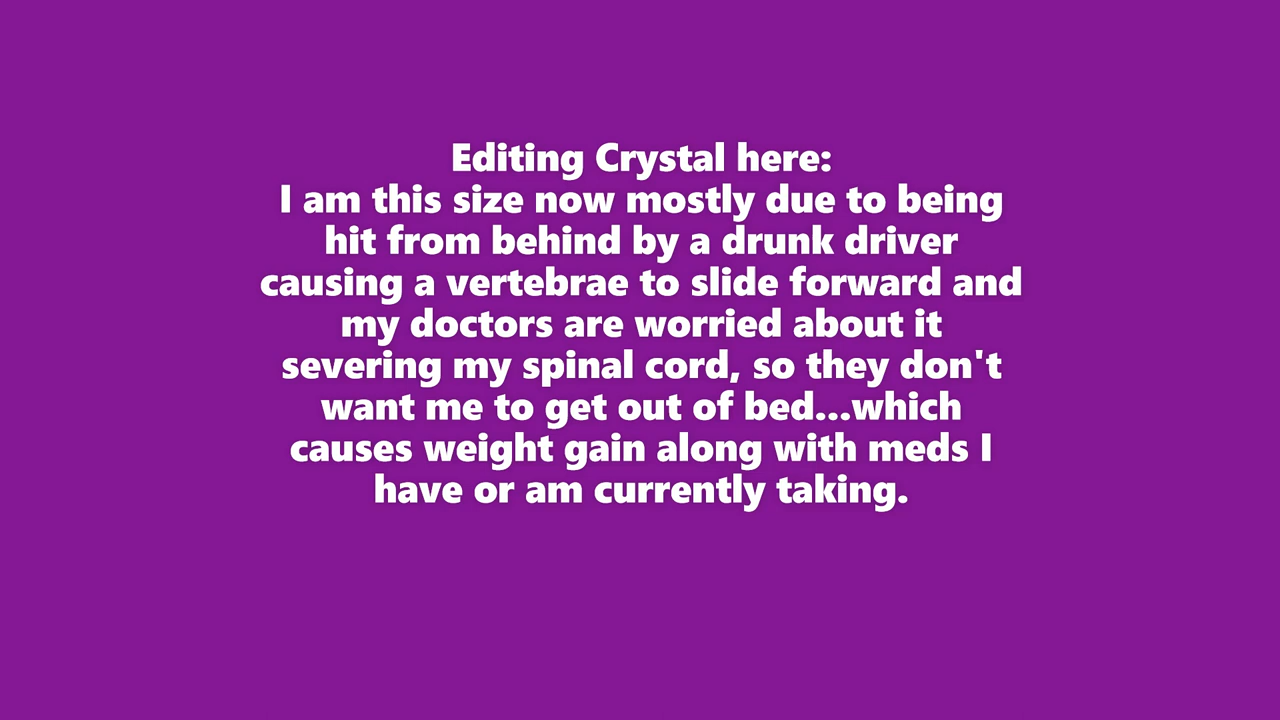 Editing Crystal here:
I am this size now mostly due to being
hit from behind by a drunk driver
causing a vertebrae to slide forward and
my doctors are worried about it
severing my spinal cord, so they don't
want me to get out of bed...which
causes weight gain along with meds I
have or am currently taking.